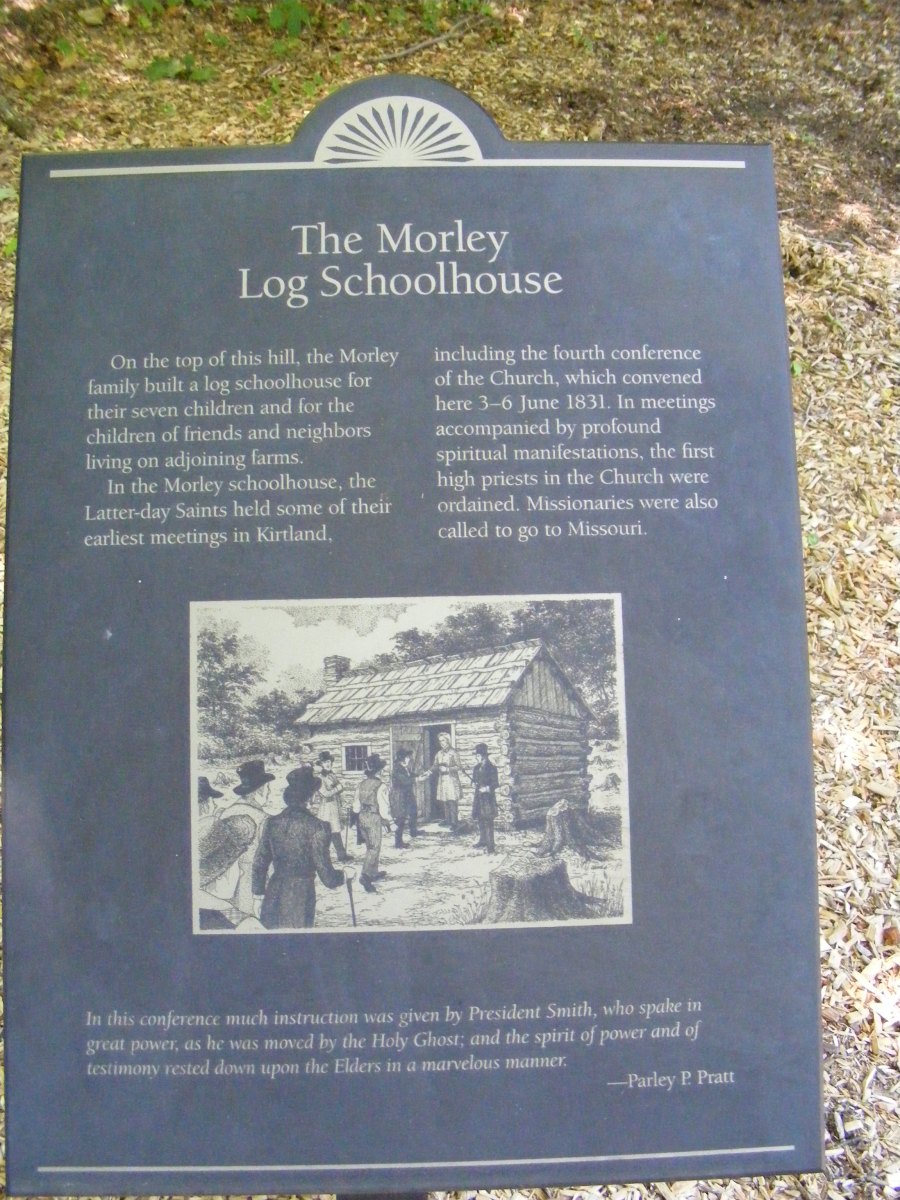 The Morley
Log Schoolhouse
On the top of this hill, the Morley
family built a log schoolhouse for
their seven children and for the
children of friends and neighbors
living on adjoining farms.
In the Morley schoolhouse, the
Latter-day Saints held some of their
earliest meetings in Kirtland,
including the fourth conference
of the Church, which convened
here 3–6 June 1831. In meetings
accompanied by profound
spiritual manifestations, the first
high priests in the Church were
ordained. Missionaries were also
called to go to Missouri.
In this conference much instruction was given by President Smith, who spake in
great power, as he was moved by the Holy Ghost; and the spirit of power and of
testimony rested down upon the Elders in a marvelous manner.
—Parley P. Pratt